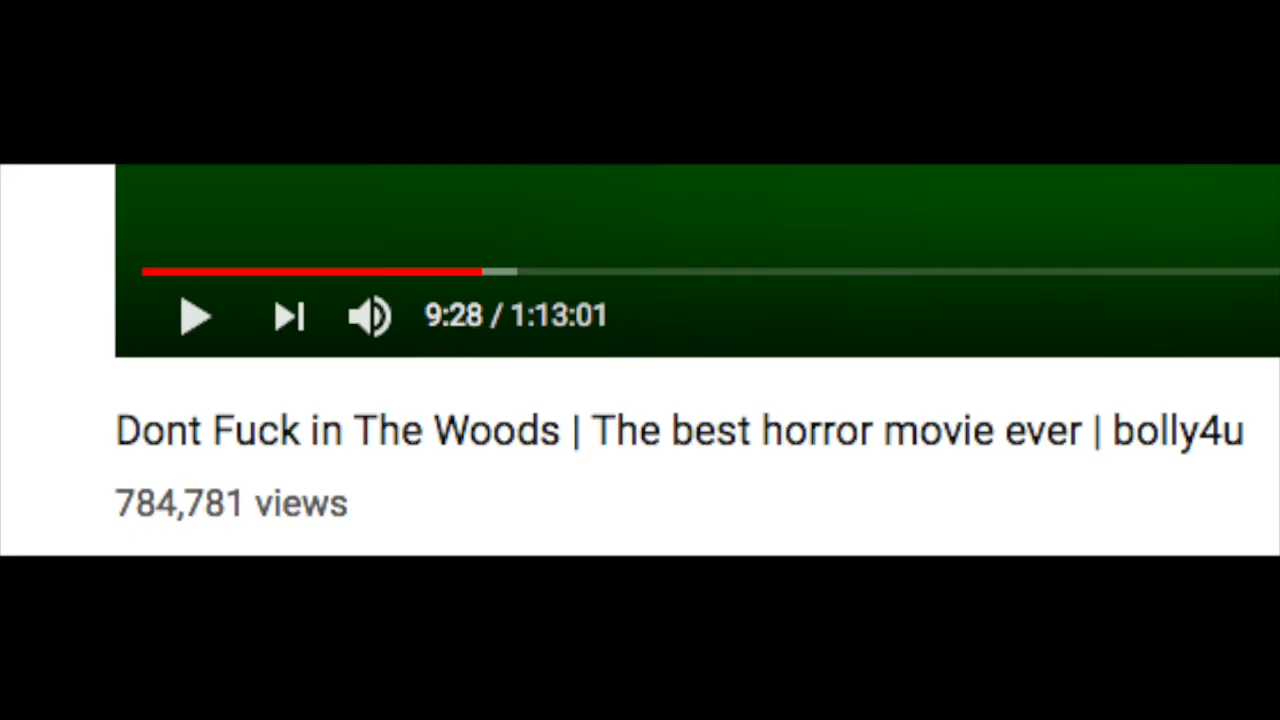 9:28 / 1:13:01
Dont Fuck in The Woods | The best horror movie ever | bolly4u
784,781 views